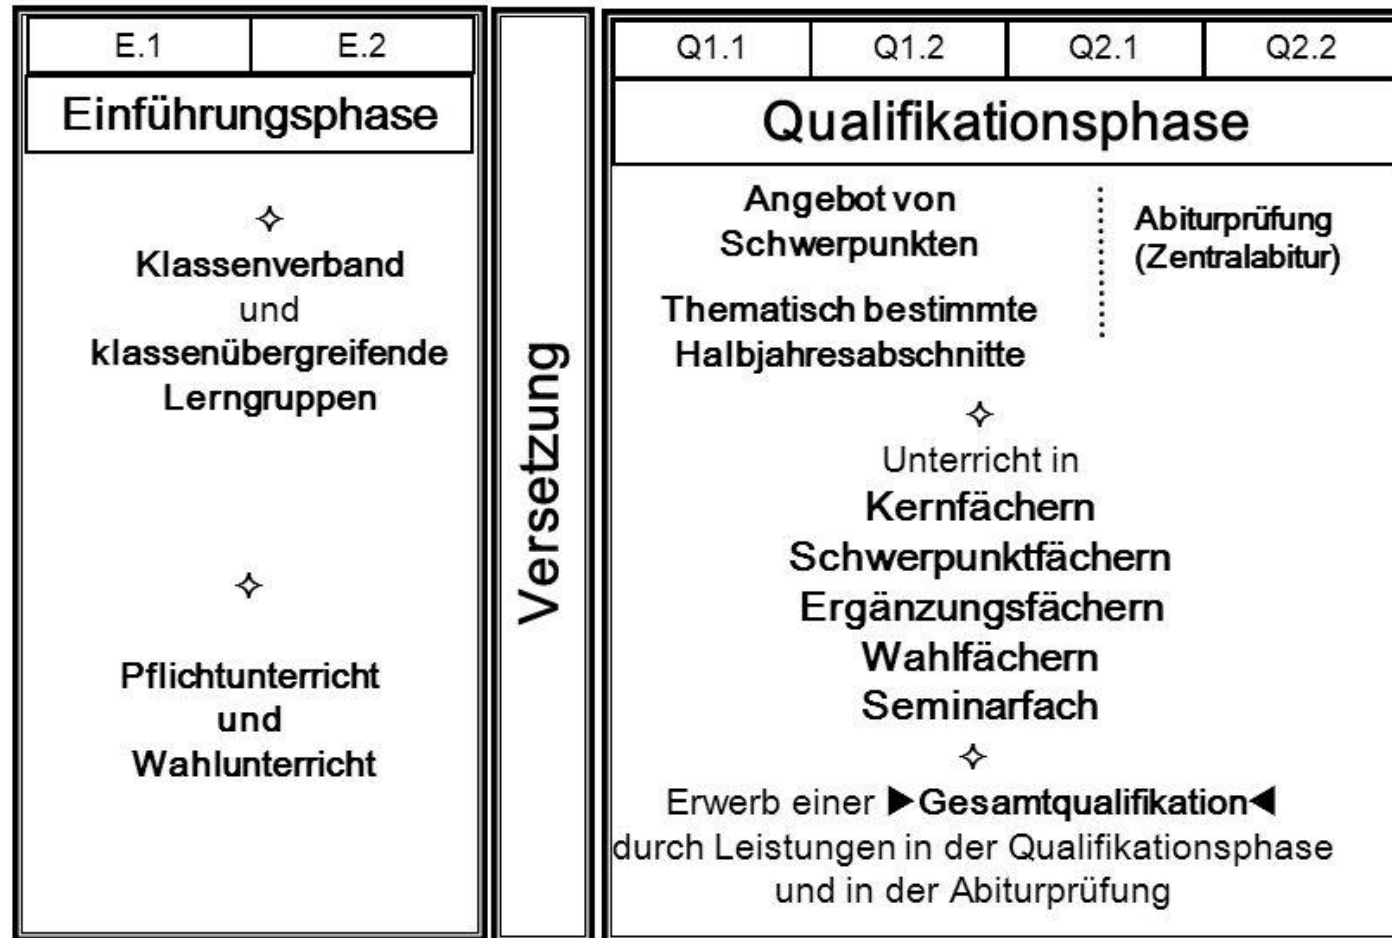 E.1 E.2
Einführungsphase
✧
Klassenverband
und
klassenübergreifende
Lerngruppen
✧
Pflichtunterricht
und
Wahlunterricht
Versetzung
Q1.1 Q1.2 Q2.1 Q2.2
Qualifikationsphase
Angebot von
Schwerpunkten
Thematisch bestimmte
Halbjahresabschnitte
Abiturprüfung
(Zentralabitur)
✧
Unterricht in
Kernfächern
Schwerpunktfächern
Ergänzungsfächern
Wahlfächern
Seminarfach
✧
Erwerb einer ►Gesamtqualifikation◄
durch Leistungen in der Qualifikationsphase
und in der Abiturprüfung